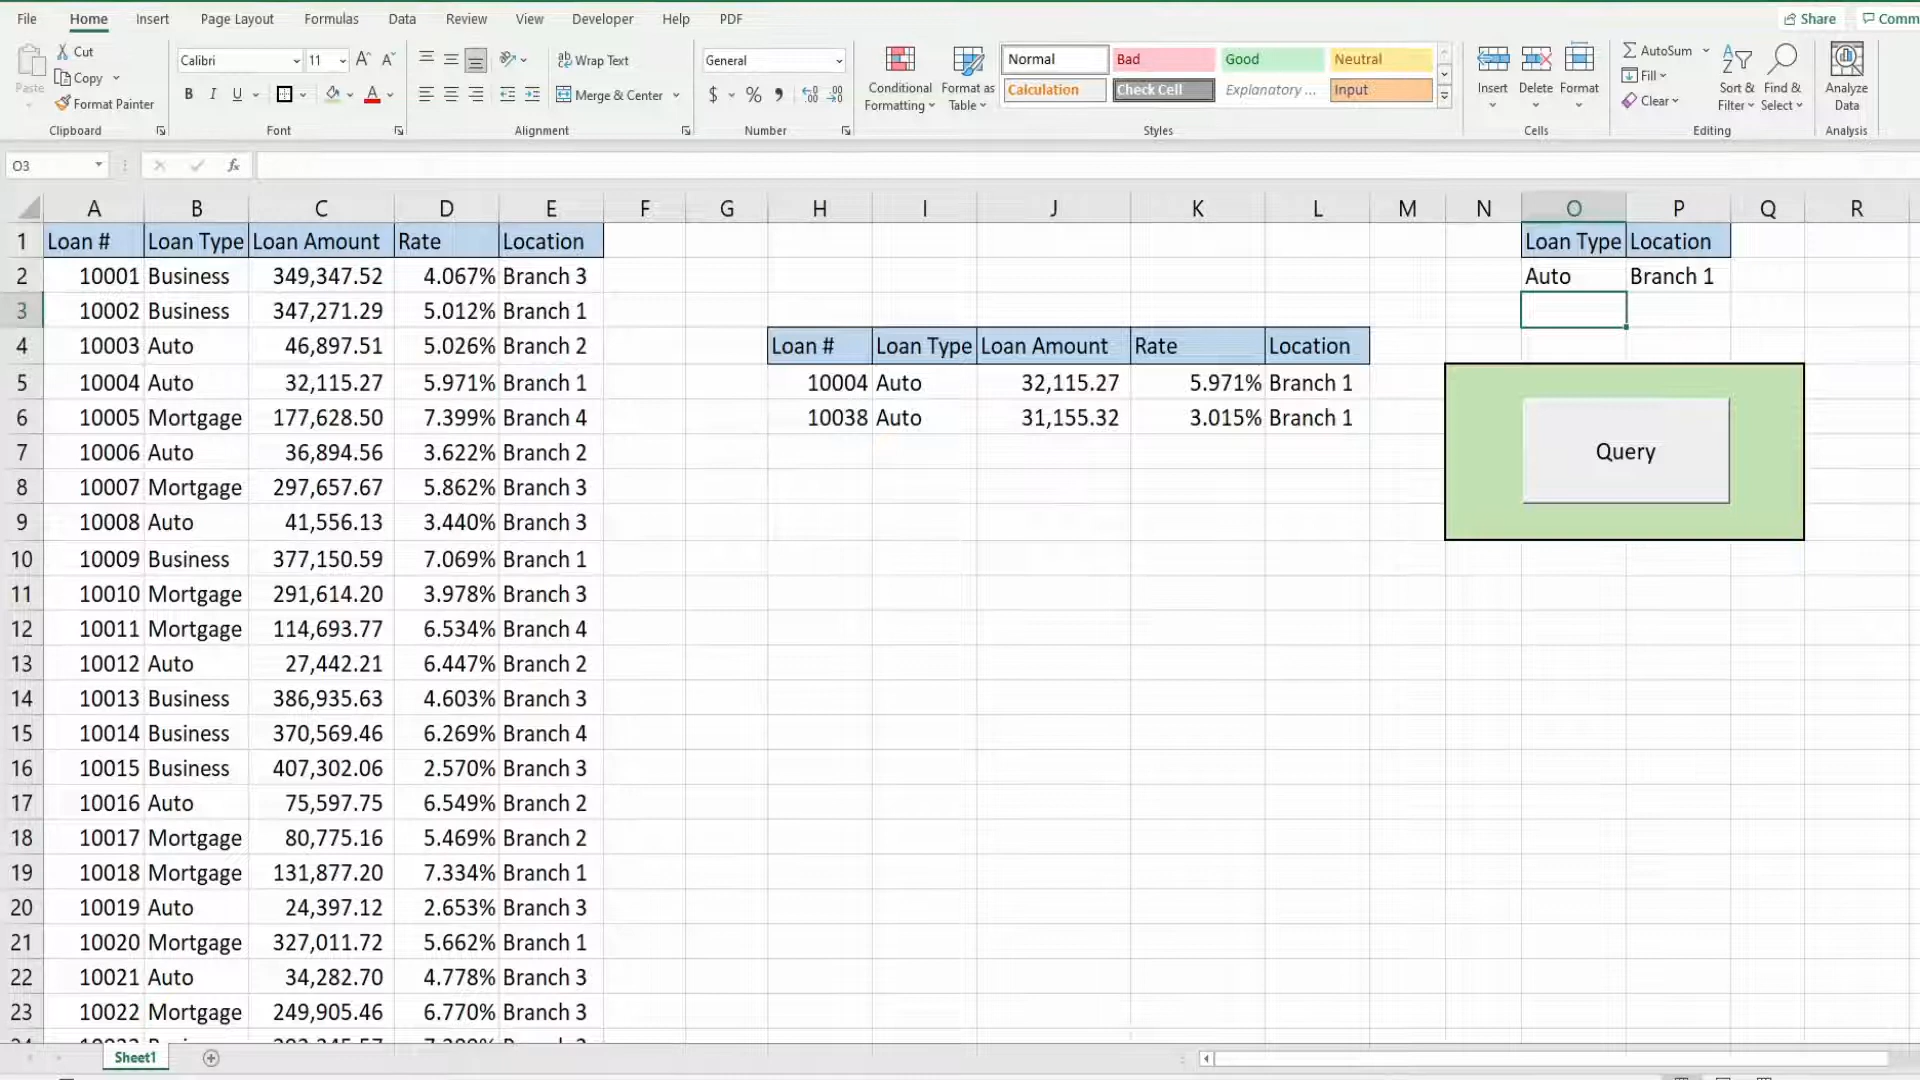 File Home Insert Page Layout Formulas Data Review View Developer Help PDF Share Comm
Cut
Copy
Format Painter
Paste
Clipboard
Calibri 11
B I U
Font
Wrap Text
Merge & Center
Alignment
General
$ % ,
Number
Conditional Formatting
Format as Table
Normal Bad Good Neutral
Calculation Check Cell Explanatory ... Input
Styles
Insert Delete Format
Cells
AutoSum
Fill
Clear
Sort & Filter
Find & Select
Editing
Analyze Data
Analysis
O3 fx
A B C D E F G H I J K L M N O P Q R
1 Loan # Loan Type Loan Amount Rate Location Loan Type Location
2 10001 Business 349,347.52 4.067% Branch 3 Auto Branch 1
3 10002 Business 347,271.29 5.012% Branch 1
4 10003 Auto 46,897.51 5.026% Branch 2 Loan # Loan Type Loan Amount Rate Location
5 10004 Auto 32,115.27 5.971% Branch 1 10004 Auto 32,115.27 5.971% Branch 1
6 10005 Mortgage 177,628.50 7.399% Branch 4 10038 Auto 31,155.32 3.015% Branch 1
7 10006 Auto 36,894.56 3.622% Branch 2 Query
8 10007 Mortgage 297,657.67 5.862% Branch 3
9 10008 Auto 41,556.13 3.440% Branch 3
10 10009 Business 377,150.59 7.069% Branch 1
11 10010 Mortgage 291,614.20 3.978% Branch 3
12 10011 Mortgage 114,693.77 6.534% Branch 4
13 10012 Auto 27,442.21 6.447% Branch 2
14 10013 Business 386,935.63 4.603% Branch 3
15 10014 Business 370,569.46 6.269% Branch 4
16 10015 Business 407,302.06 2.570% Branch 3
17 10016 Auto 75,597.75 6.549% Branch 2
18 10017 Mortgage 80,775.16 5.469% Branch 2
19 10018 Mortgage 131,877.20 7.334% Branch 1
20 10019 Auto 24,397.12 2.653% Branch 3
21 10020 Mortgage 327,011.72 5.662% Branch 1
22 10021 Auto 34,282.70 4.778% Branch 3
23 10022 Mortgage 249,905.46 6.770% Branch 3
Sheet1